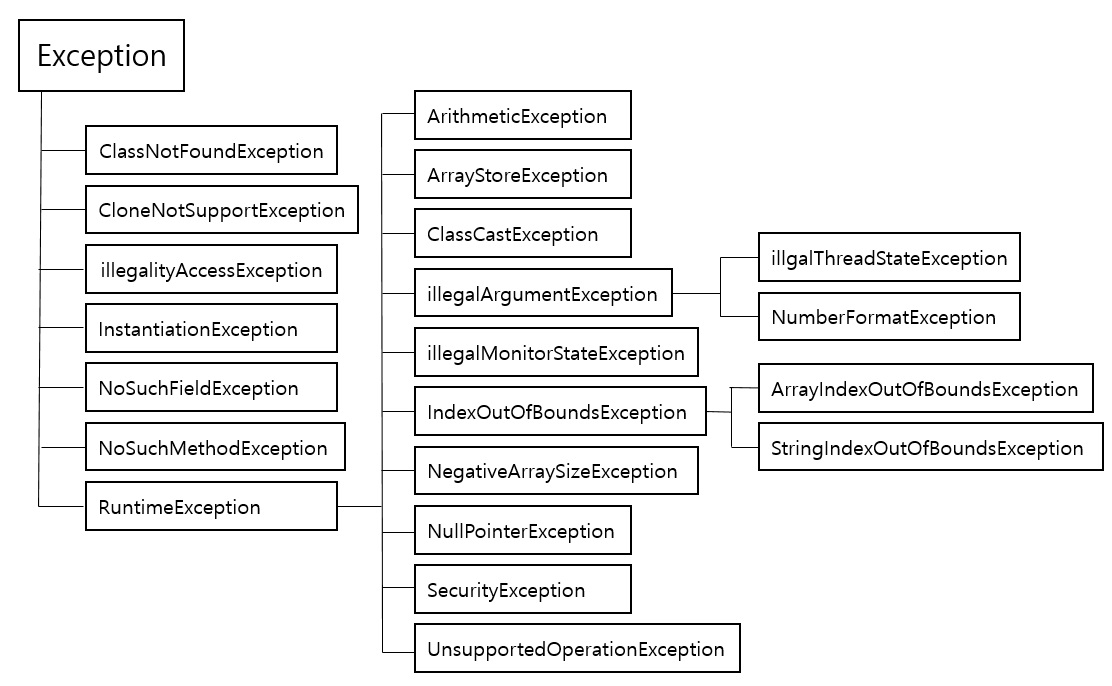 Exception
ClassNotFoundException
CloneNotSupportException
illegalityAccessException
InstantiationException
NoSuchFieldException
NoSuchMethodException
RuntimeException
ArithmeticException
ArrayStoreException
ClassCastException
illegalArgumentException
illegalMonitorStateException
IndexOutOfBoundsException
NegativeArraySizeException
NullPointerException
SecurityException
UnsupportedOperationException
illgalThreadStateException
NumberFormatException
ArrayIndexOutOfBoundsException
StringIndexOutOfBoundsException